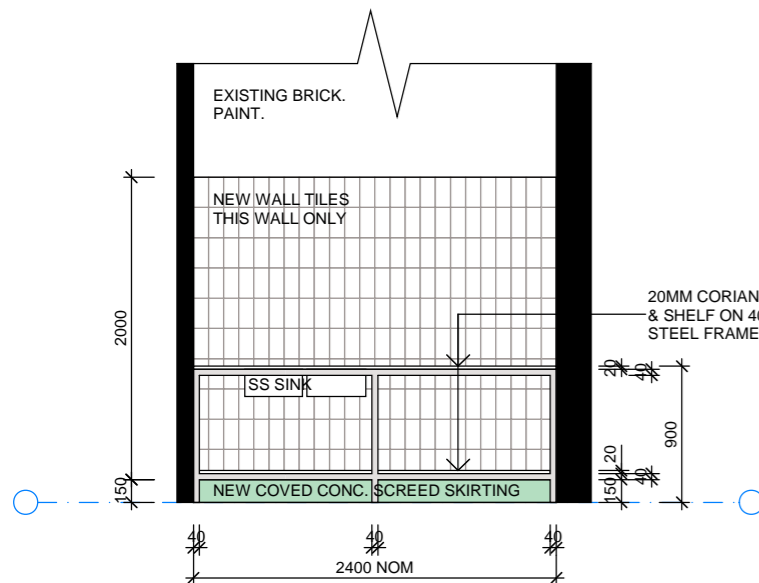 EXISTING BRICK.
PAINT.
NEW WALL TILES
THIS WALL ONLY
20MM CORIAN
& SHELF ON 40
STEEL FRAME
2000
SS SINK
20
40
900
20
40
150
150
NEW COVED CONC. SCREED SKIRTING
40
40
40
2400 NOM